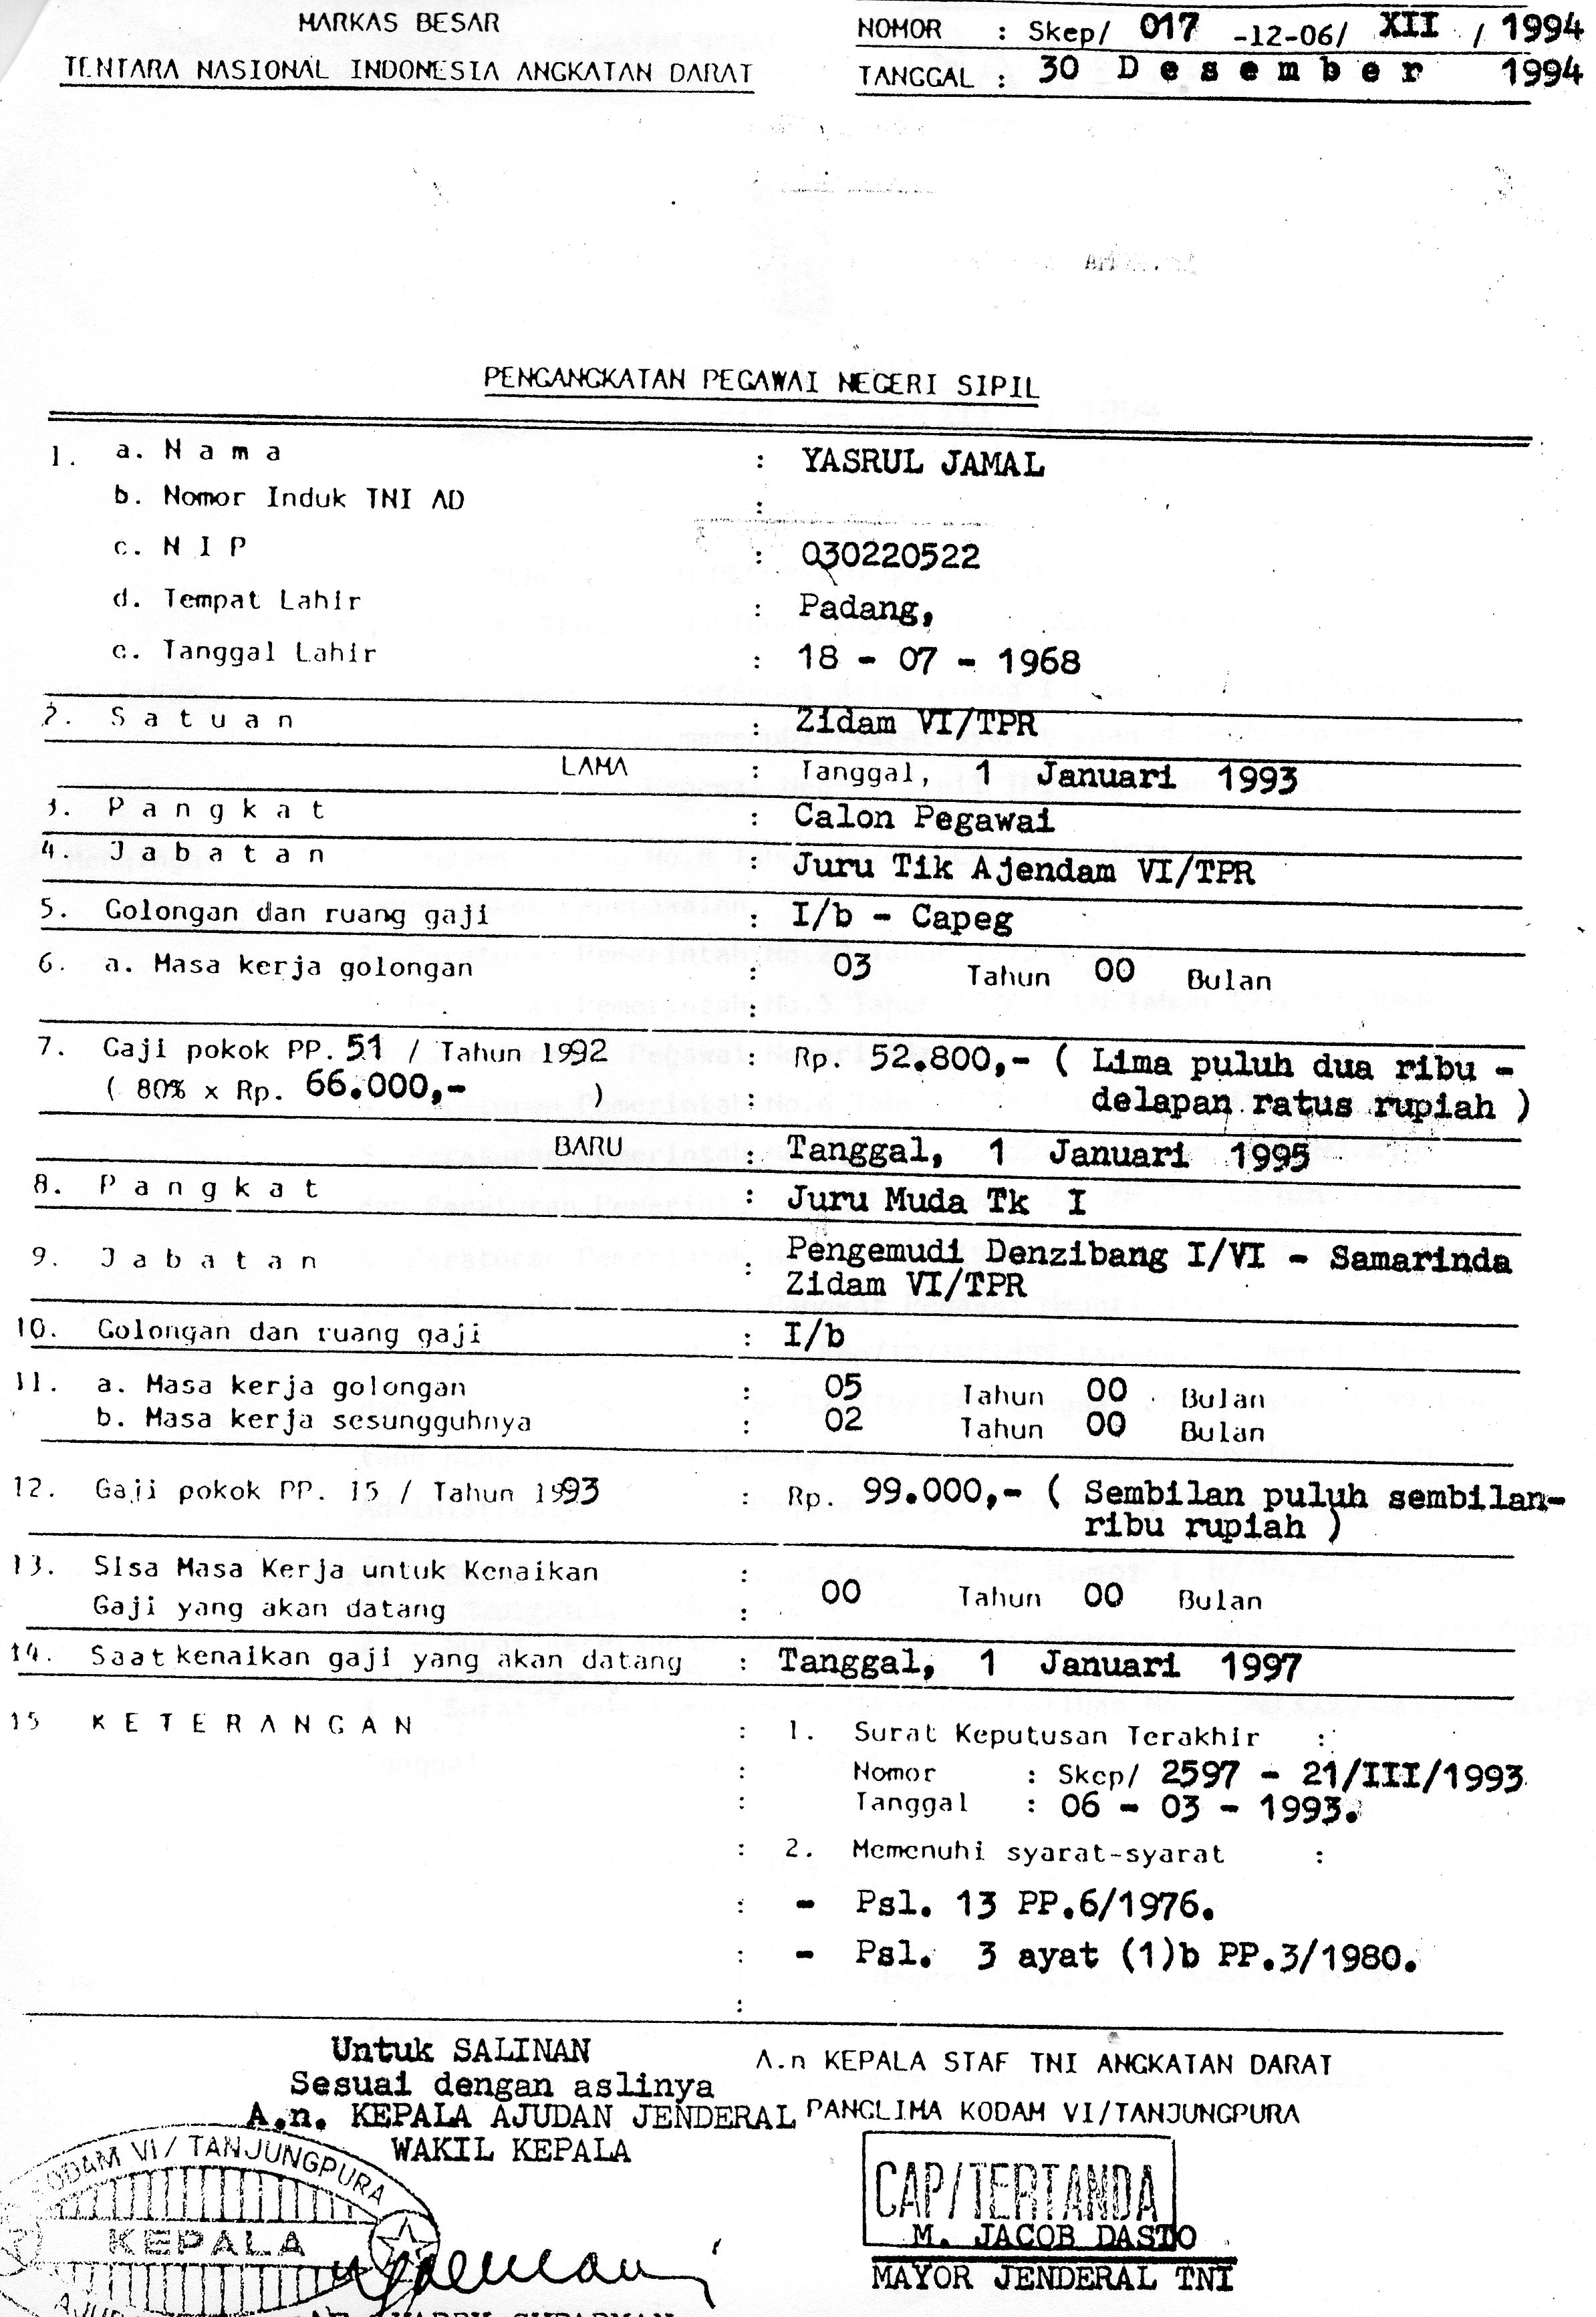 MARKAS BESAR
TENTARA NASIONAL INDONESIA ANGKATAN DARAT
NOMOR : Skep/ 017 -12-06/ XII / 1994
TANGGAL : 30 Desember 1994
PENGANGKATAN PEGAWAI NEGERI SIPIL
1. a. Nama : YASRUL JAMAL
b. Nomor Induk TNI AD :
c. NIP : 030220522
d. Tempat Lahir : Padang,
e. Tanggal Lahir : 18 - 07 - 1968
2. Satuan : Zidam VI/TPR
LAMA : Tanggal, 1 Januari 1993
3. Pangkat : Calon Pegawai
4. Jabatan : Juru Tik Ajendam VI/TPR
5. Golongan dan ruang gaji : I/b - Capeg
6. a. Masa kerja golongan : 03 Tahun 00 Bulan
:
7. Gaji pokok PP. 51 / Tahun 1992 : Rp. 52.800,- ( Lima puluh dua ribu -
( 80% x Rp. 66.000,- ) : delapan ratus rupiah )
BARU : Tanggal, 1 Januari 1995
8. Pangkat : Juru Muda Tk I
9. Jabatan : Pengemudi Denzibang I/VI - Samarinda
Zidam VI/TPR
10. Golongan dan ruang gaji : I/b
11. a. Masa kerja golongan : 05 Tahun 00 Bulan
b. Masa kerja sesungguhnya : 02 Tahun 00 Bulan
12. Gaji pokok PP. 15 / Tahun 1993 : Rp. 99.000,- ( Sembilan puluh sembilan-
ribu rupiah )
13. Sisa Masa Kerja untuk Kenaikan :
Gaji yang akan datang : 00 Tahun 00 Bulan
14. Saat kenaikan gaji yang akan datang : Tanggal, 1 Januari 1997
15 KETERANGAN : 1. Surat Keputusan Terakhir :
: Nomor : Skep/ 2597 - 21/III/1993
: Tanggal : 06 - 03 - 1993.
: 2. Memenuhi syarat-syarat :
: - Psl. 13 PP.6/1976.
: - Psl. 3 ayat (1)b PP.3/1980.
:
Untuk SALINAN
Sesuai dengan aslinya
A.n. KEPALA AJUDAN JENDERAL
WAKIL KEPALA
KODAM VI / TANJUNGPURA
KEPALA
A.n KEPALA STAF TNI ANGKATAN DARAT
PANGLIMA KODAM VI/TANJUNGPURA
CAP/TERTANDA
M. JACOB DASTO
MAYOR JENDERAL TNI